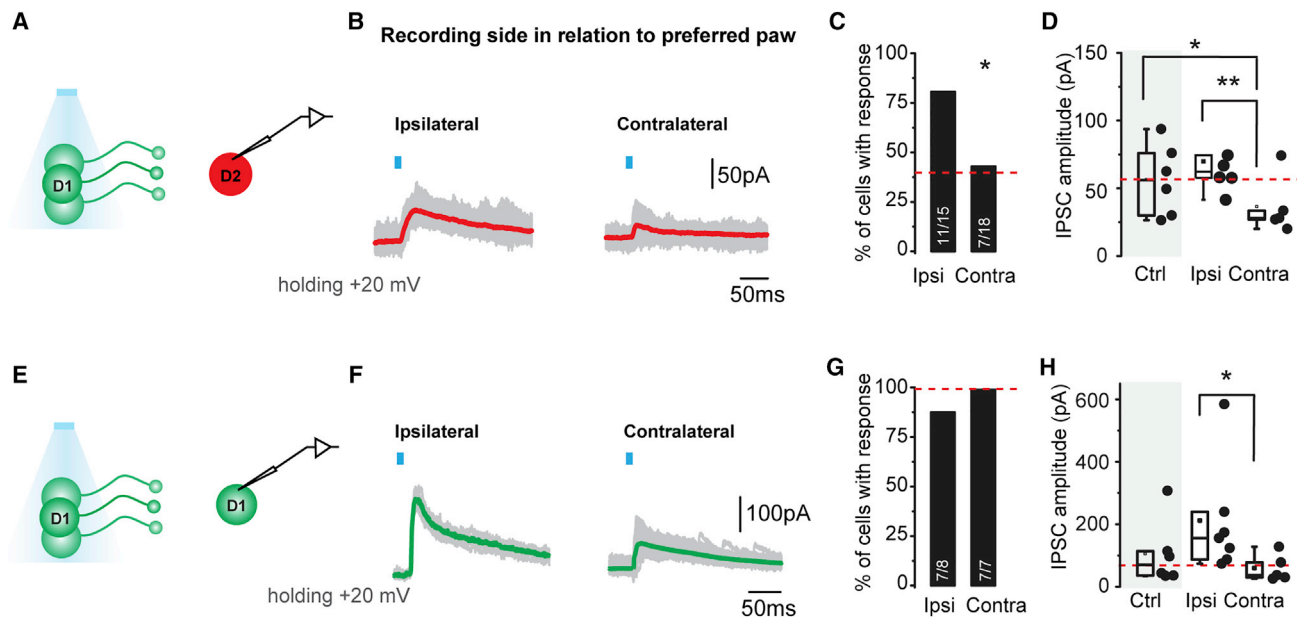 A
B
Recording side in relation to preferred paw
C
D
D1
D2
holding +20 mV
Ipsilateral
Contralateral
50pA
50ms
% of cells with response
100
75
50
25
0
*
11/15
7/18
Ipsi Contra
IPSC amplitude (pA)
150
100
50
0
*
**
Ctrl Ipsi Contra
E
F
G
H
D1
D1
holding +20 mV
Ipsilateral
Contralateral
100pA
50ms
% of cells with response
100
75
50
25
0
7/8
7/7
Ipsi Contra
IPSC amplitude (pA)
600
400
200
0
*
Ctrl Ipsi Contra